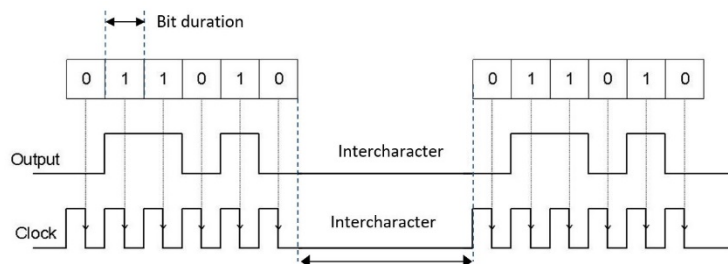 Bit duration
0 1 1 0 1 0
0 1 1 0 1 0
Output
Intercharacter
Clock
Intercharacter